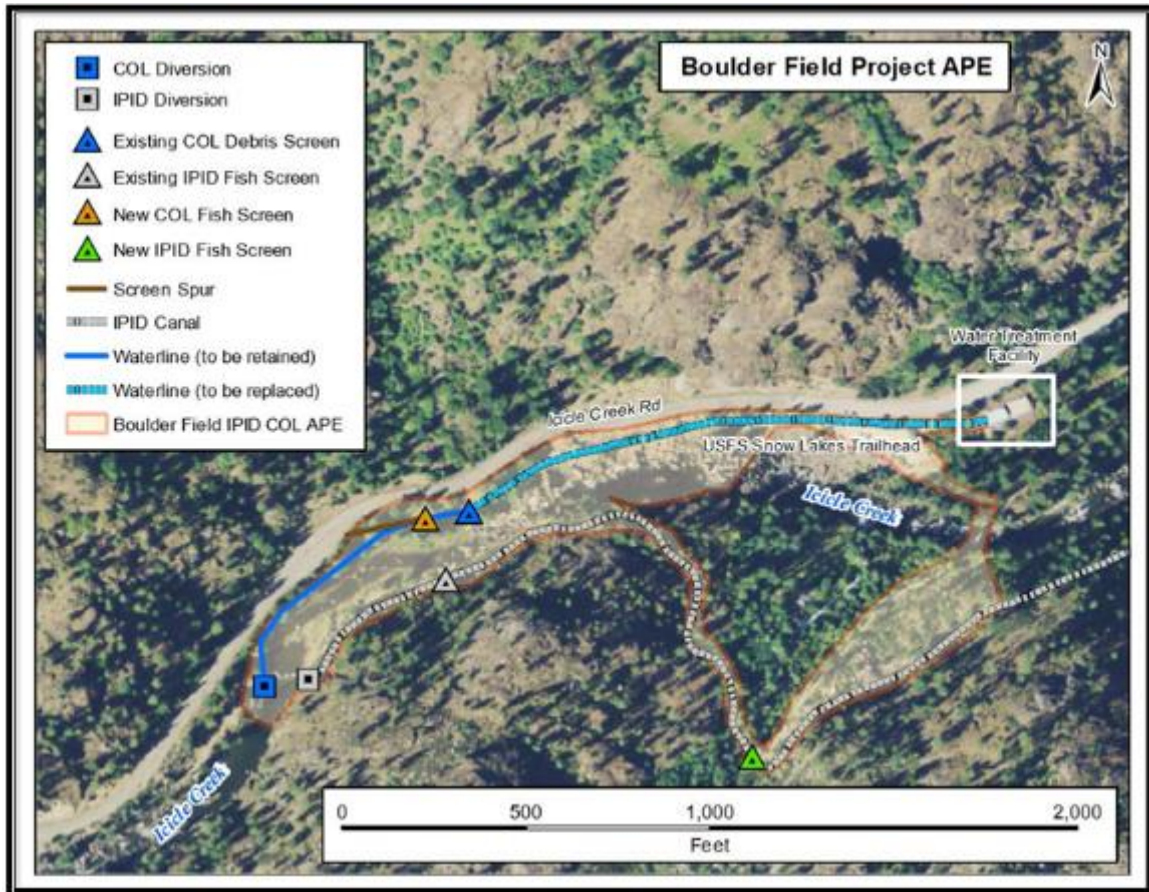 Boulder Field Project APE
N
COL Diversion
IPID Diversion
Existing COL Debris Screen
Existing IPID Fish Screen
New COL Fish Screen
New IPID Fish Screen
Screen Spur
IPID Canal
Waterline (to be retained)
Waterline (to be replaced)
Boulder Field IPID COL APE
Water Treatment
Facility
Icicle Creek Rd
USFS Snow Lakes Trailhead
Icicle Creek
Icicle Creek
0 500 1,000 2,000
Feet